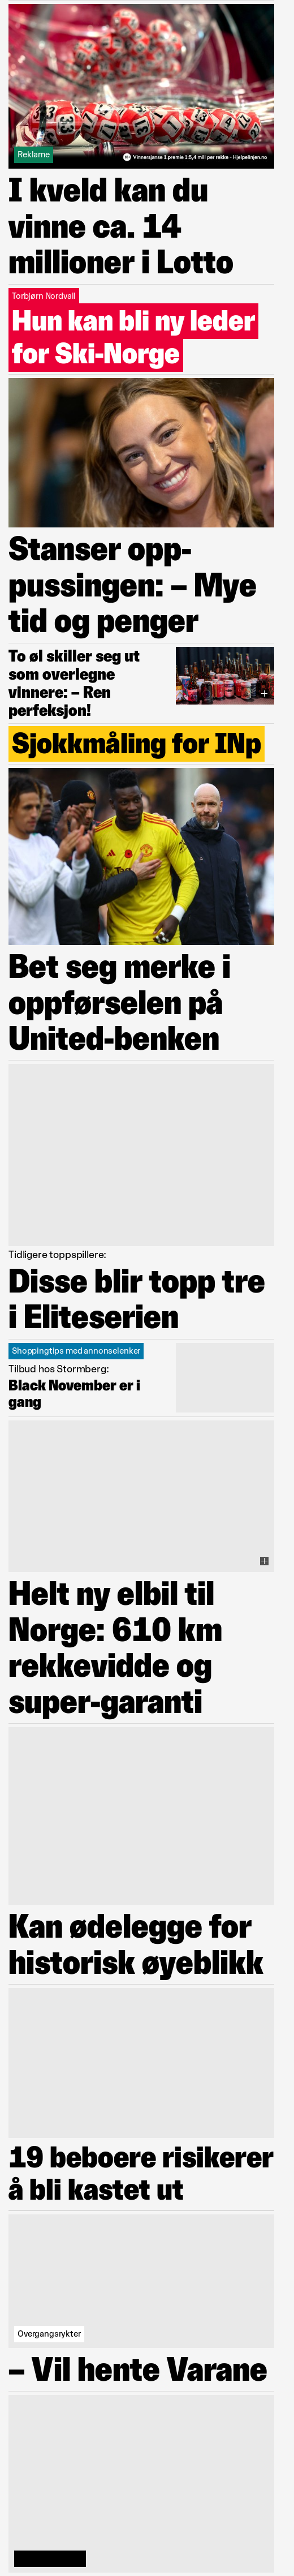 Reklame
Vinnersjanse 1.premie 1:5,4 mill per rekke - Hjelpelinjen.no
I kveld kan du
vinne ca. 14
millioner i Lotto
Torbjørn Nordvall
Hun kan bli ny leder
for Ski-Norge
Stanser opp-
pussingen: – Mye
tid og penger
To øl skiller seg ut
som overlegne
vinnere: – Ren
perfeksjon!
Sjokkmåling for INp
Bet seg merke i
oppførselen på
United-benken
Tidligere toppspillere:
Disse blir topp tre
i Eliteserien
Shoppingtips med annonselenker
Tilbud hos Stormberg:
Black November er i
gang
Helt ny elbil til
Norge: 610 km
rekkevidde og
super-garanti
Kan ødelegge for
historisk øyeblikk
19 beboere risikerer
å bli kastet ut
Overgangsrykter
– Vil hente Varane